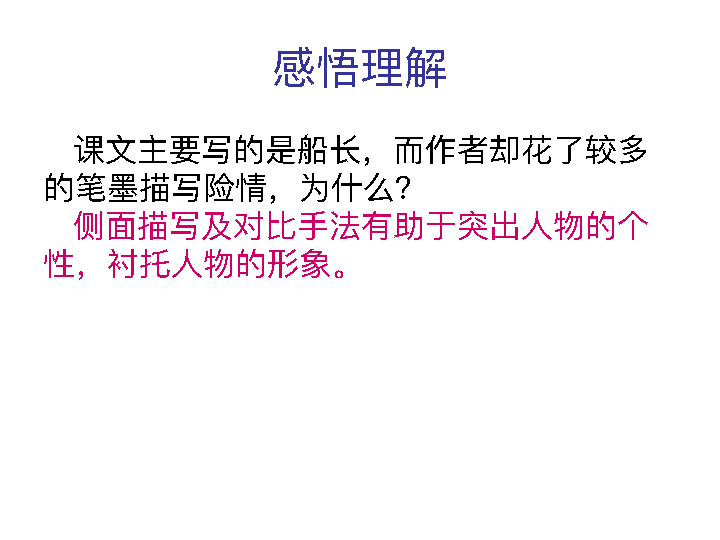 感悟理解
课文主要写的是船长，而作者却花了较多
的笔墨描写险情，为什么？
侧面描写及对比手法有助于突出人物的个
性，衬托人物的形象。